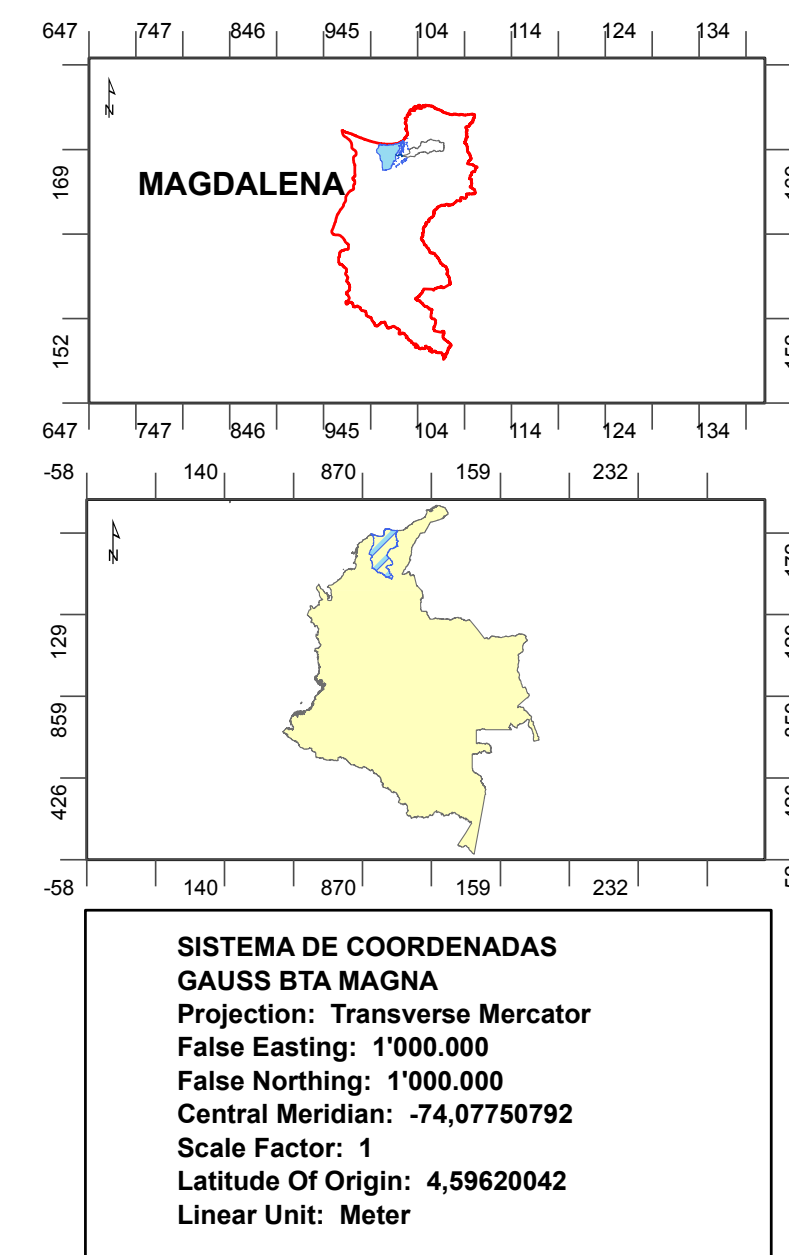 647 747 846 945 104 114 124 134
N
169
MAGDALENA
152
647 747 846 945 104 114 124 134
-58 140 870 159 232
N
129
859
426
-58 140 870 159 232
SISTEMA DE COORDENADAS
GAUSS BTA MAGNA
Projection: Transverse Mercator
False Easting: 1'000.000
False Northing: 1'000.000
Central Meridian: -74,07750792
Scale Factor: 1
Latitude Of Origin: 4,59620042
Linear Unit: Meter